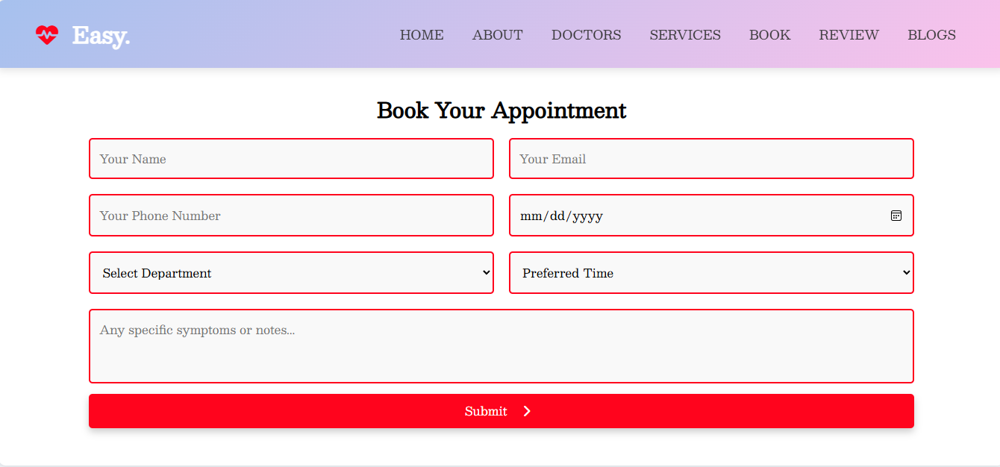 Easy. HOME ABOUT DOCTORS SERVICES BOOK REVIEW BLOGS
Book Your Appointment
Your Name Your Email
Your Phone Number mm/dd/yyyy
Select Department Preferred Time
Any specific symptoms or notes...
Submit